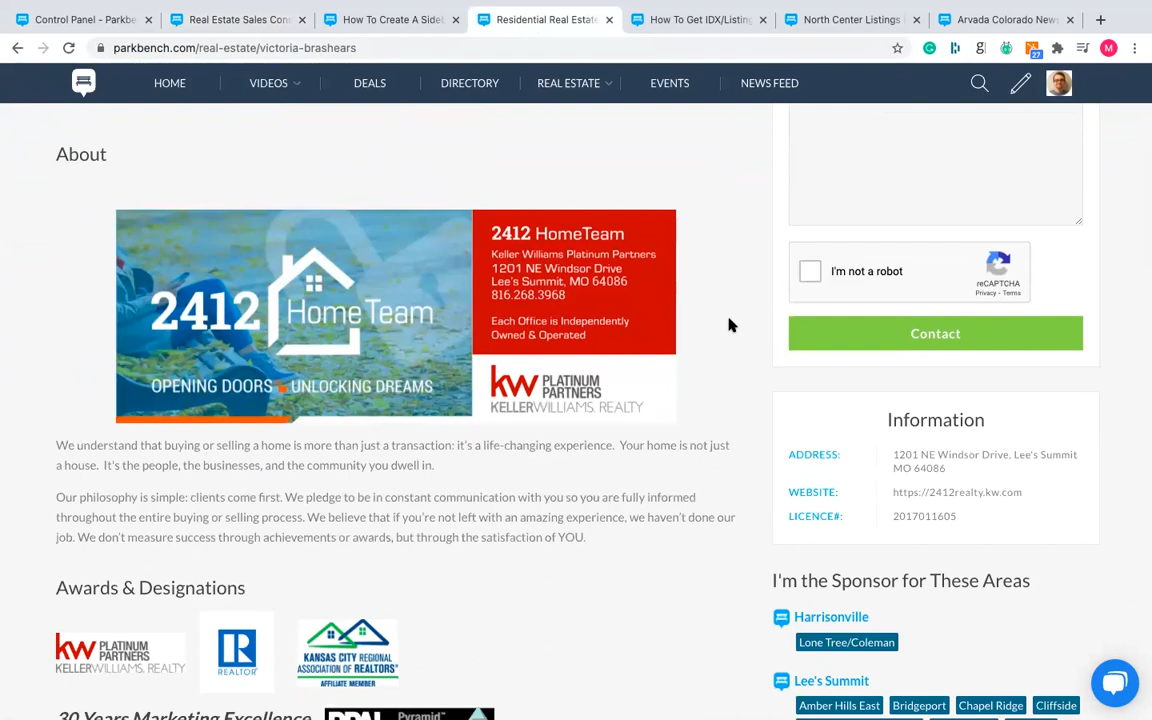 Control Panel - Parkbe
Real Estate Sales Con
How To Create A Sideb
Residential Real Estate
How To Get IDX/Listing
North Center Listings
Arvada Colorado News
parkbench.com/real-estate/victoria-brashears
27
M
HOME
VIDEOS
DEALS
DIRECTORY
REAL ESTATE
EVENTS
NEWS FEED
About
2412 HomeTeam
OPENING DOORS UNLOCKING DREAMS
2412 HomeTeam
Keller Williams Platinum Partners
1201 NE Windsor Drive
Lee's Summit, MO 64086
816.268.3968
Each Office is Independently
Owned & Operated
kw PLATINUM
PARTNERS
KELLERWILLIAMS. REALTY
We understand that buying or selling a home is more than just a transaction: it's a life-changing experience. Your home is not just
a house. It's the people, the businesses, and the community you dwell in.
Our philosophy is simple: clients come first. We pledge to be in constant communication with you so you are fully informed
throughout the entire buying or selling process. We believe that if you're not left with an amazing experience, we haven't done our
job. We don't measure success through achievements or awards, but through the satisfaction of YOU.
Awards & Designations
kw PLATINUM
PARTNERS
KELLERWILLIAMS. REALTY
R
REALTOR
KANSAS CITY REGIONAL
ASSOCIATION OF REALTORS®
AFFILIATE MEMBER
30 Years Marketing Excellence
Pyramid
I'm not a robot
reCAPTCHA
Privacy - Terms
Contact
Information
ADDRESS: 1201 NE Windsor Drive, Lee's Summit
MO 64086
WEBSITE: https://2412realty.kw.com
LICENCE#: 2017011605
I'm the Sponsor for These Areas
Harrisonville
Lone Tree/Coleman
Lee's Summit
Amber Hills East Bridgeport Chapel Ridge Cliffside